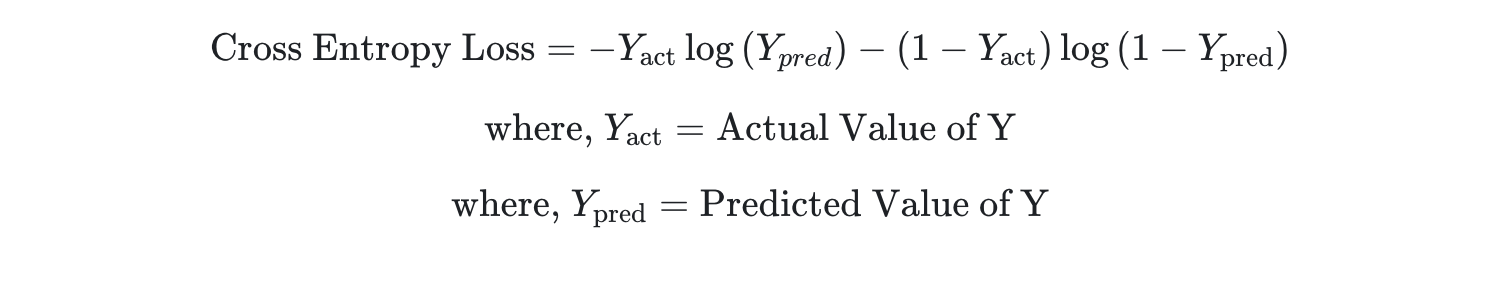 Cross Entropy Loss = −Y_act log (Y_pred) − (1 − Y_act) log (1 − Y_pred)
where, Y_act = Actual Value of Y
where, Y_pred = Predicted Value of Y